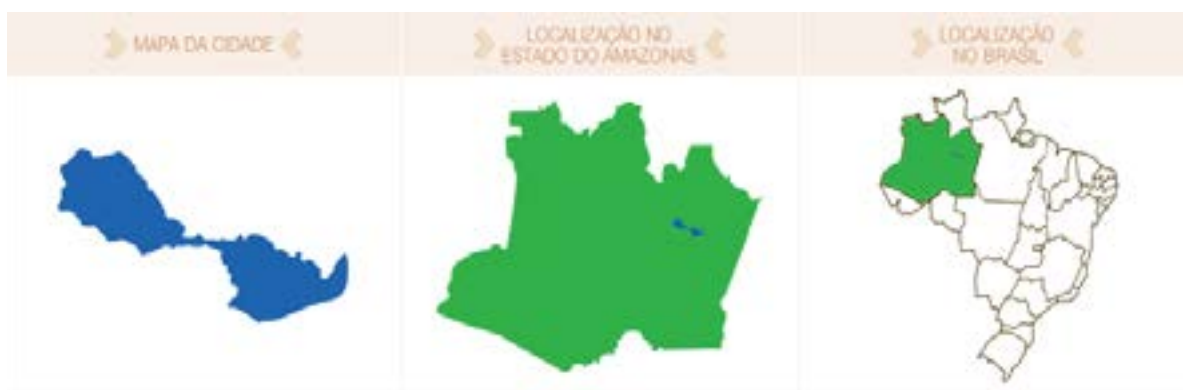 MAPA DA CIDADE
LOCALIZAÇÃO NO
ESTADO DO AMAZONAS
LOCALIZAÇÃO
NO BRASIL